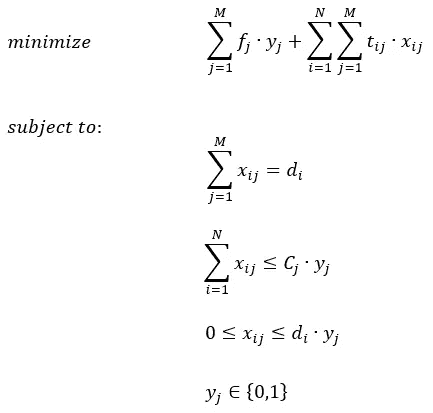 minimize ∑_{j=1}^{M} f_j · y_j + ∑_{i=1}^{N} ∑_{j=1}^{M} t_{ij} · x_{ij}
subject to:
∑_{j=1}^{M} x_{ij} = d_i
∑_{i=1}^{N} x_{ij} ≤ C_j · y_j
0 ≤ x_{ij} ≤ d_i · y_j
y_j ∈ {0,1}